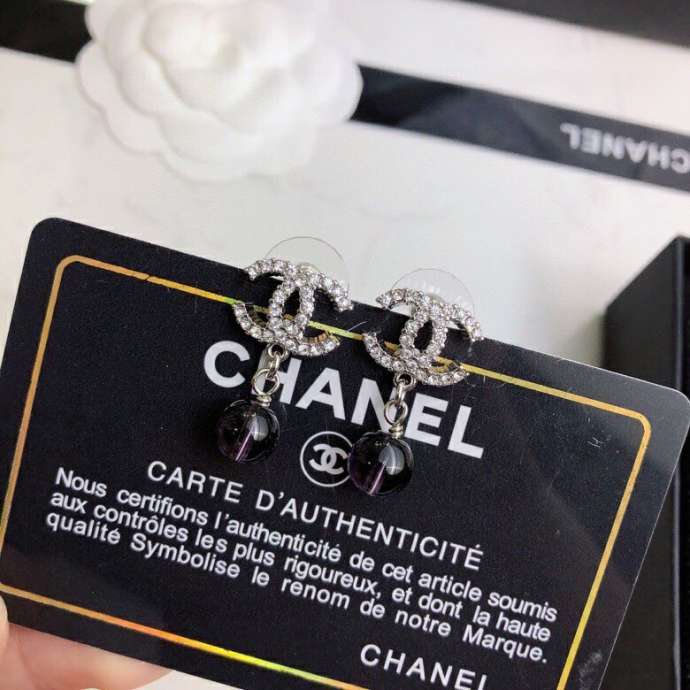 CHANEL
CHANEL
CARTE D'AUTHENTICITÉ
Nous certifions l'authenticité de cet article soumis
aux contrôles les plus rigoureux, et dont la haute
qualité Symbolise le renom de notre Marque.
CHANEL